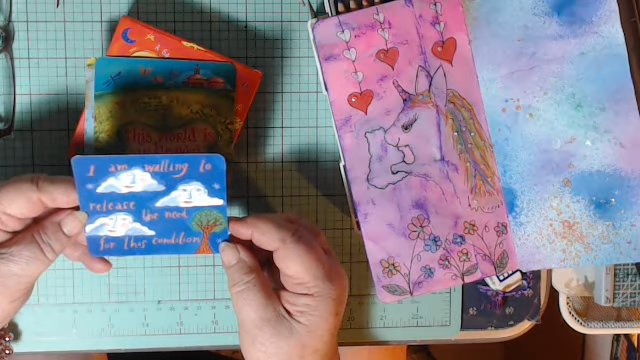 I am willing to
release the need
for this condition
this world is